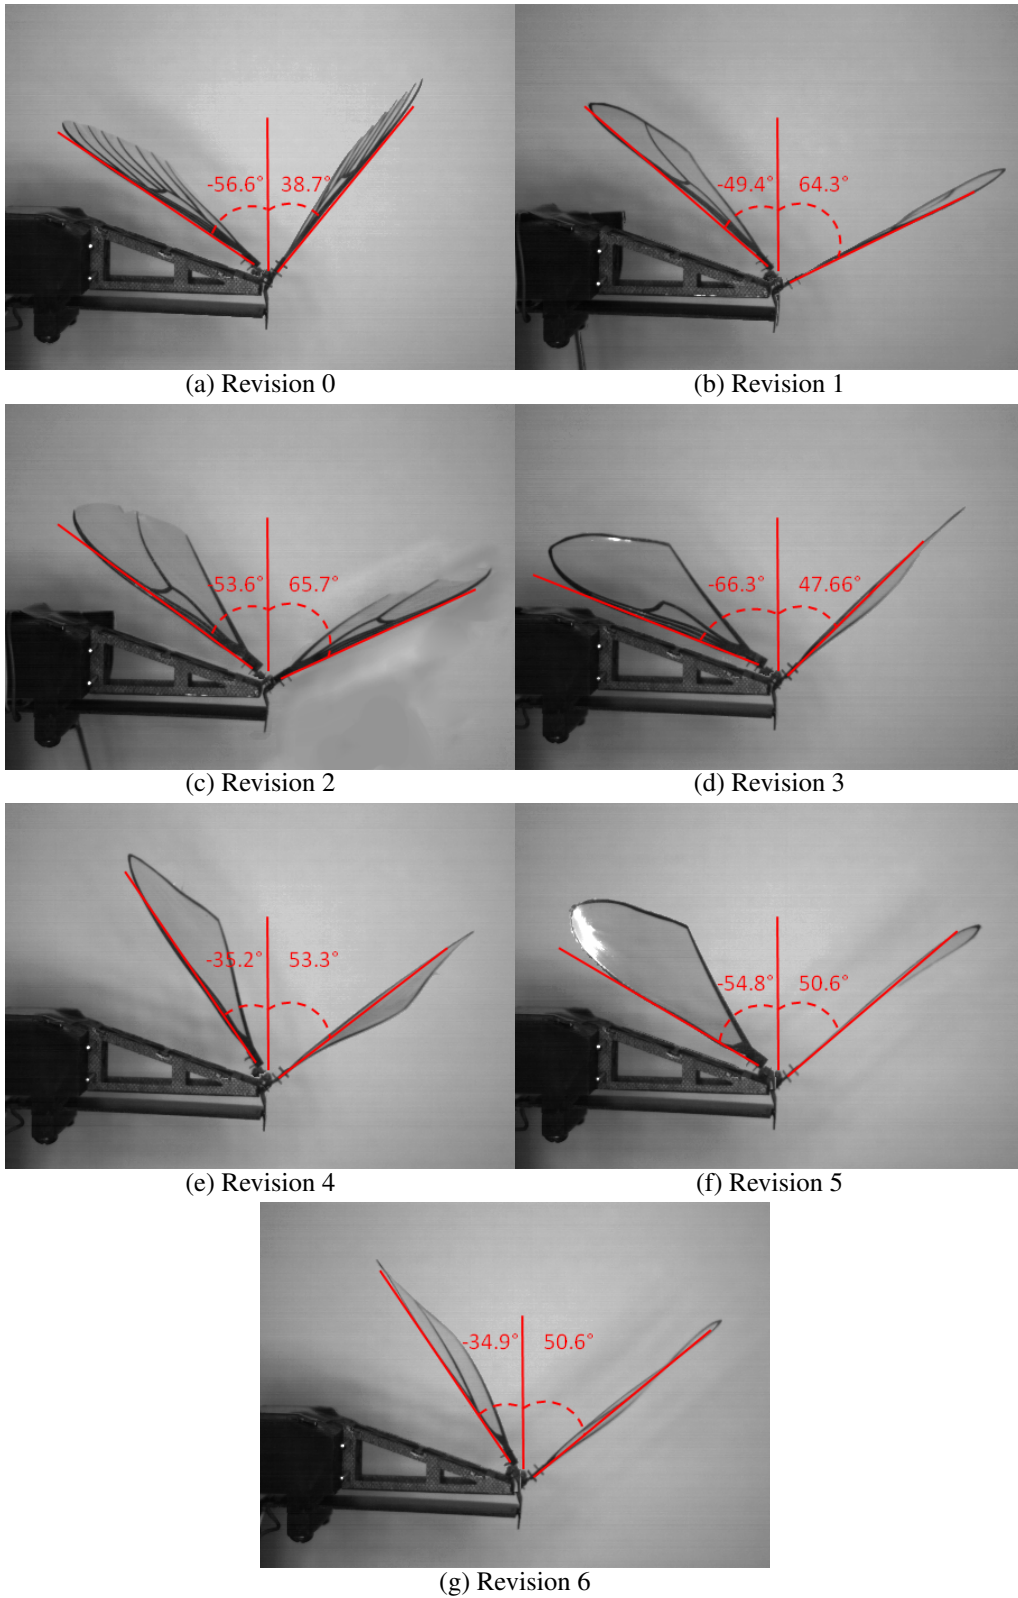 -56.6° 38.7°
(a) Revision 0
-49.4° 64.3°
(b) Revision 1
-53.6° 65.7°
(c) Revision 2
-66.3° 47.66°
(d) Revision 3
-35.2° 53.3°
(e) Revision 4
-54.8° 50.6°
(f) Revision 5
-34.9° 50.6°
(g) Revision 6